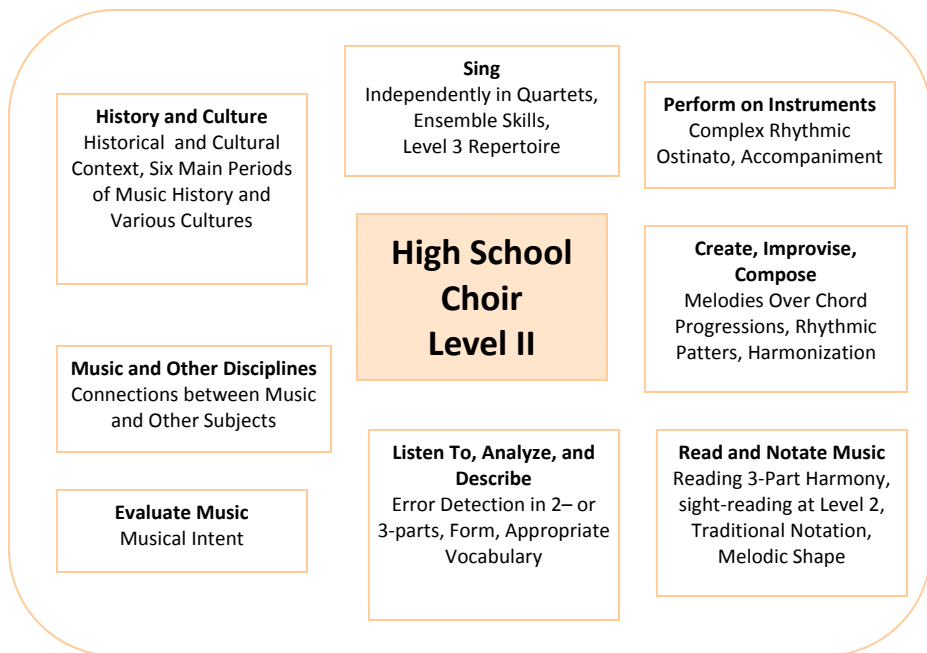 Sing
Independently in Quartets,
Ensemble Skills,
Level 3 Repertoire
History and Culture
Historical and Cultural
Context, Six Main Periods
of Music History and
Various Cultures
Perform on Instruments
Complex Rhythmic
Ostinato, Accompaniment
High School
Choir
Level II
Create, Improvise,
Compose
Melodies Over Chord
Progressions, Rhythmic
Patters, Harmonization
Music and Other Disciplines
Connections between Music
and Other Subjects
Listen To, Analyze, and
Describe
Error Detection in 2– or
3-parts, Form, Appropriate
Vocabulary
Read and Notate Music
Reading 3-Part Harmony,
sight-reading at Level 2,
Traditional Notation,
Melodic Shape
Evaluate Music
Musical Intent